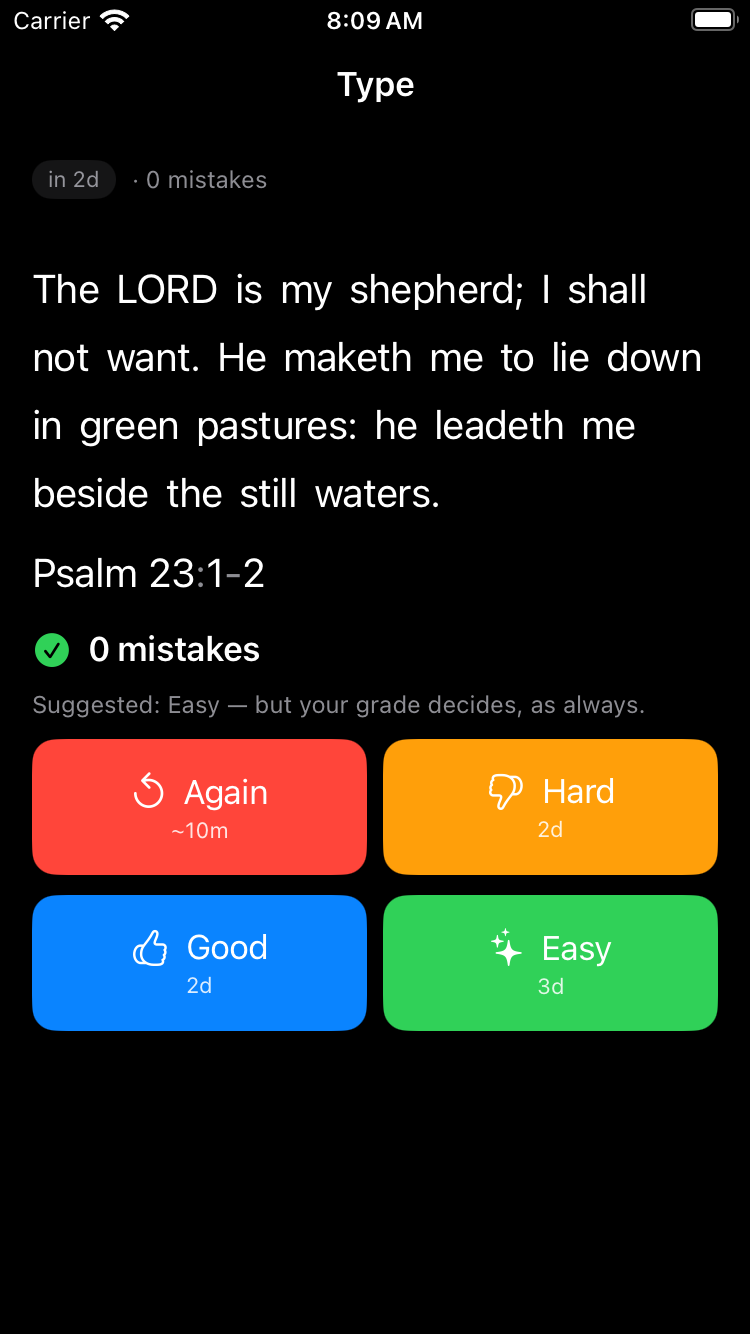 Carrier 8:09 AM
Type
in 2d · 0 mistakes
The LORD is my shepherd; I shall
not want. He maketh me to lie down
in green pastures: he leadeth me
beside the still waters.
Psalm 23:1-2
0 mistakes
Suggested: Easy — but your grade decides, as always.
Again
~10m
Hard
2d
Good
2d
Easy
3d